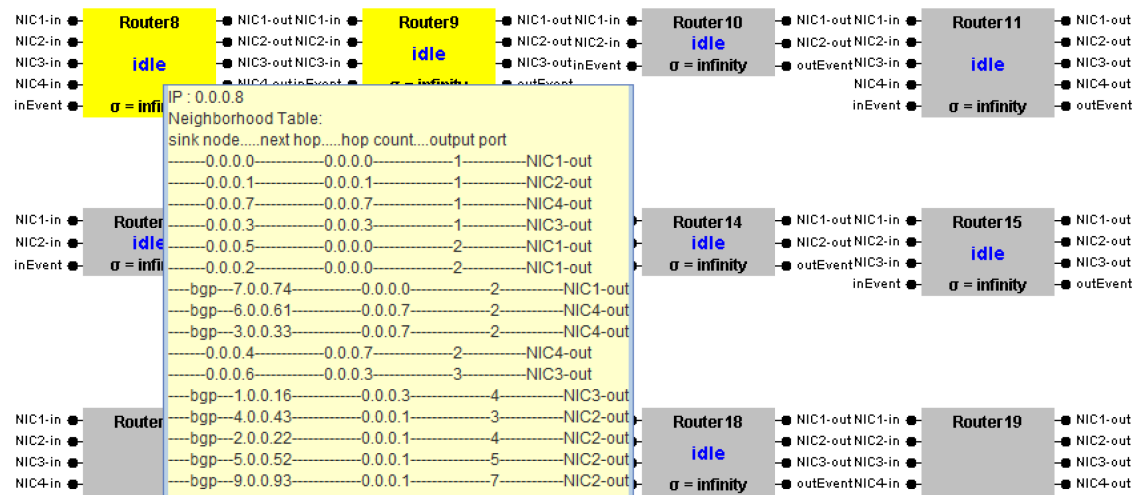 NIC1-in Router8 NIC1-out NIC1-in Router9 NIC1-out NIC1-in Router10 NIC1-out NIC1-in Router11 NIC1-out
NIC2-in NIC2-out NIC2-in NIC2-out NIC2-in idle NIC2-out NIC2-in NIC2-out
NIC3-in idle NIC3-out NIC3-in idle NIC3-out inEvent σ = infinity outEvent NIC3-in idle NIC3-out
NIC4-in NIC4-out inEvent σ = infinity outEvent NIC4-in NIC4-out
inEvent σ = infi inEvent σ = infinity outEvent
IP : 0.0.0.8
Neighborhood Table:
sink node.....next hop.....hop count....output port
-------0.0.0.0-------------0.0.0.0---------------1------------NIC1-out
-------0.0.0.1-------------0.0.0.1---------------1------------NIC2-out
-------0.0.0.7-------------0.0.0.7---------------1------------NIC4-out
NIC1-in Router -------0.0.0.3-------------0.0.0.3---------------1------------NIC3-out Router14 NIC1-out NIC1-in Router15 NIC1-out
NIC2-in idle -------0.0.0.5-------------0.0.0.0---------------2------------NIC1-out idle NIC2-out NIC2-in idle NIC2-out
inEvent σ = infi -------0.0.0.2-------------0.0.0.0---------------2------------NIC1-out σ = infinity outEvent NIC3-in NIC3-out
----bgp---7.0.0.74-------------0.0.0.0---------------2------------NIC1-out inEvent σ = infinity outEvent
----bgp---6.0.0.61-------------0.0.0.7---------------2------------NIC4-out
----bgp---3.0.0.33-------------0.0.0.7---------------2------------NIC4-out
-------0.0.0.4-------------0.0.0.7---------------2------------NIC4-out
-------0.0.0.6-------------0.0.0.3---------------3------------NIC3-out
----bgp---1.0.0.16-------------0.0.0.3---------------4------------NIC3-out
NIC1-in Router ----bgp---4.0.0.43-------------0.0.0.1---------------3------------NIC2-out Router18 NIC1-out NIC1-in Router19 NIC1-out
NIC2-in ----bgp---2.0.0.22-------------0.0.0.1---------------4------------NIC2-out NIC2-out NIC2-in NIC2-out
NIC3-in ----bgp---5.0.0.52-------------0.0.0.1---------------5------------NIC2-out idle NIC3-out NIC3-in NIC3-out
NIC4-in ----bgp---9.0.0.93-------------0.0.0.1---------------7------------NIC2-out σ = infinity outEvent NIC4-in NIC4-out